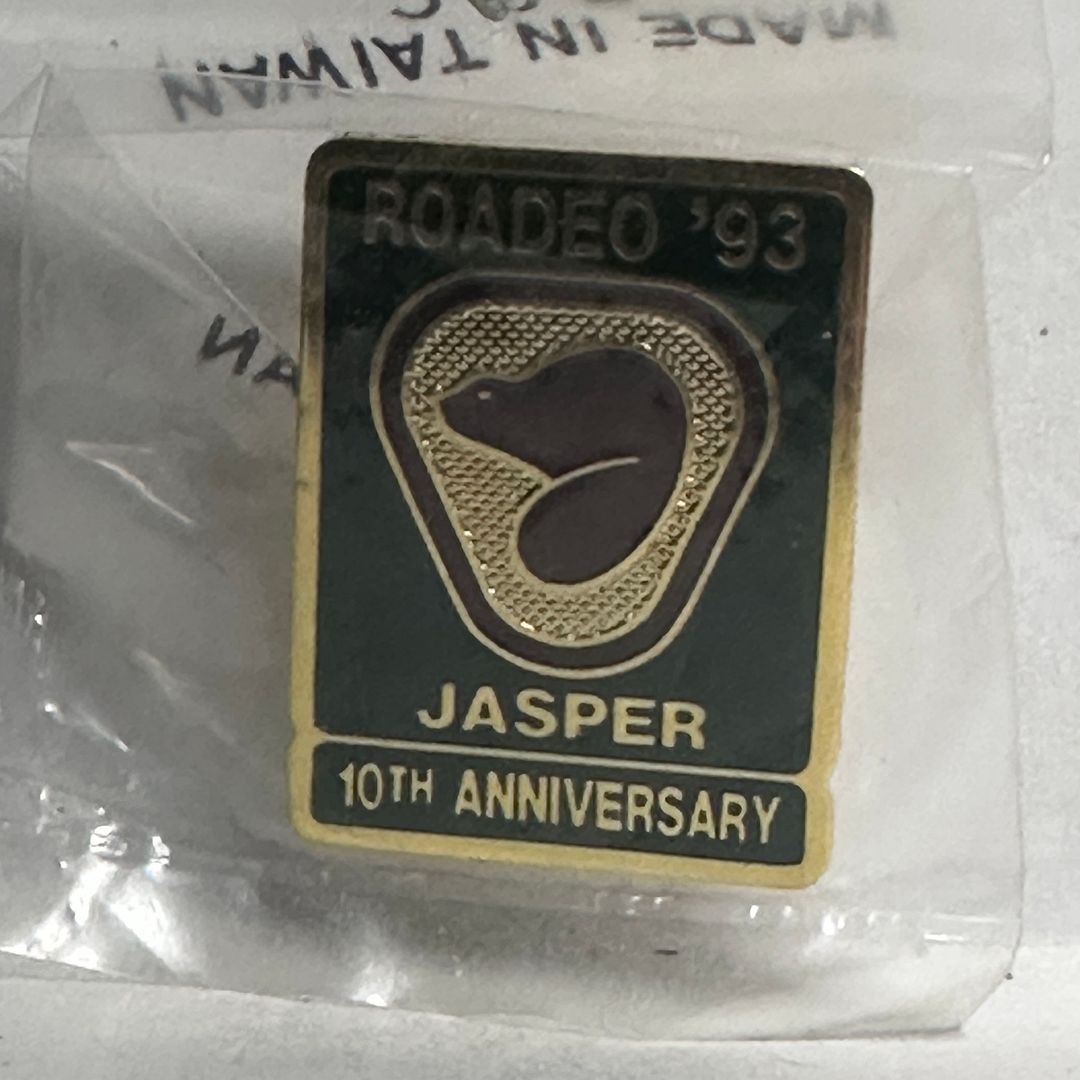 MADE IN TAIWAN
ROADEO '93
JASPER
10TH ANNIVERSARY